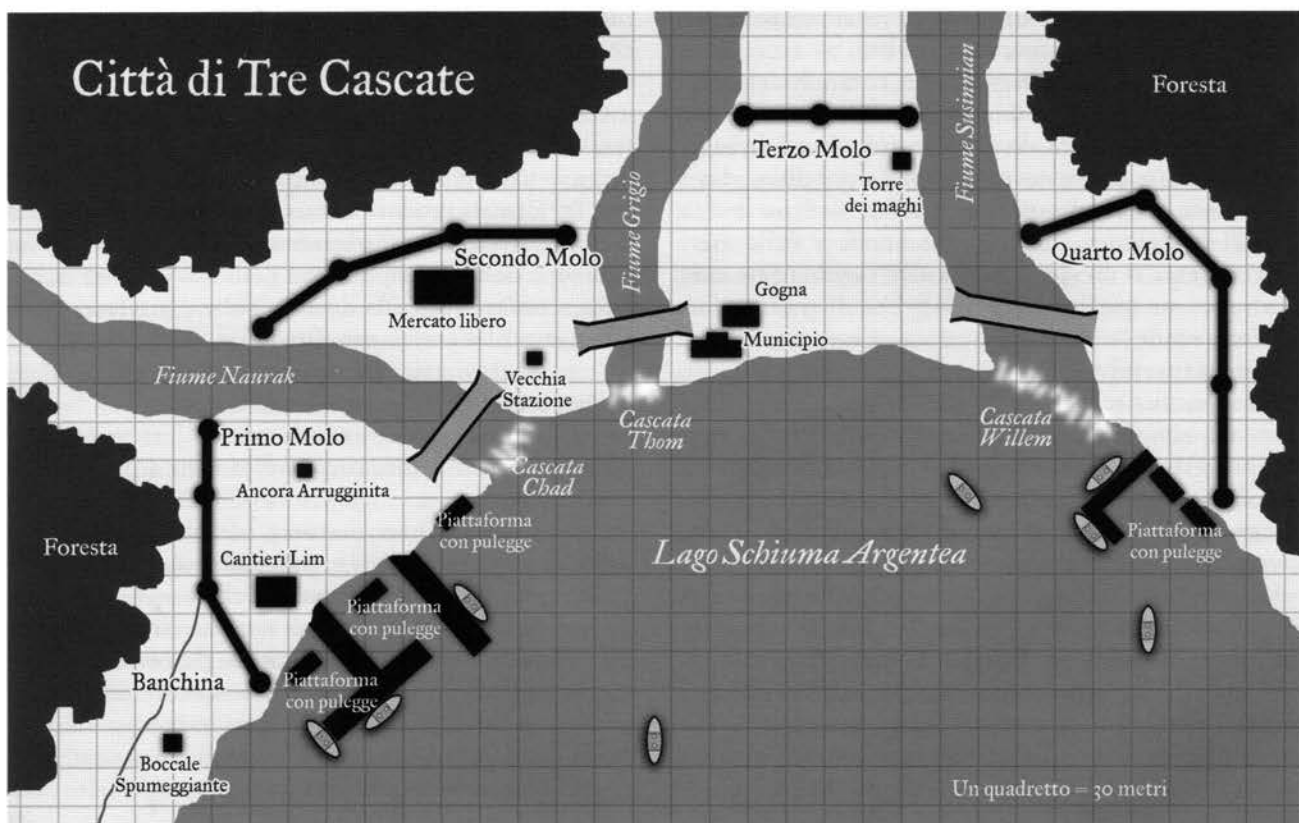 Città di Tre Cascate
Foresta
Terzo Molo
Torre
dei maghi
Fiume Susinnian
Fiume Grigio
Secondo Molo
Quarto Molo
Mercato libero
Gogna
Municipio
Fiume Naurak
Vecchia
Stazione
Cascata
Thom
Cascata
Willem
Primo Molo
Cascata
Chad
Ancora Arrugginita
Piattaforma
con pulegge
Piattaforma
con pulegge
Foresta
Lago Schiuma Argentea
Cantieri Lim
Piattaforma
con pulegge
Banchina
Piattaforma
con pulegge
Boccale
Spumeggiante
Un quadretto = 30 metri